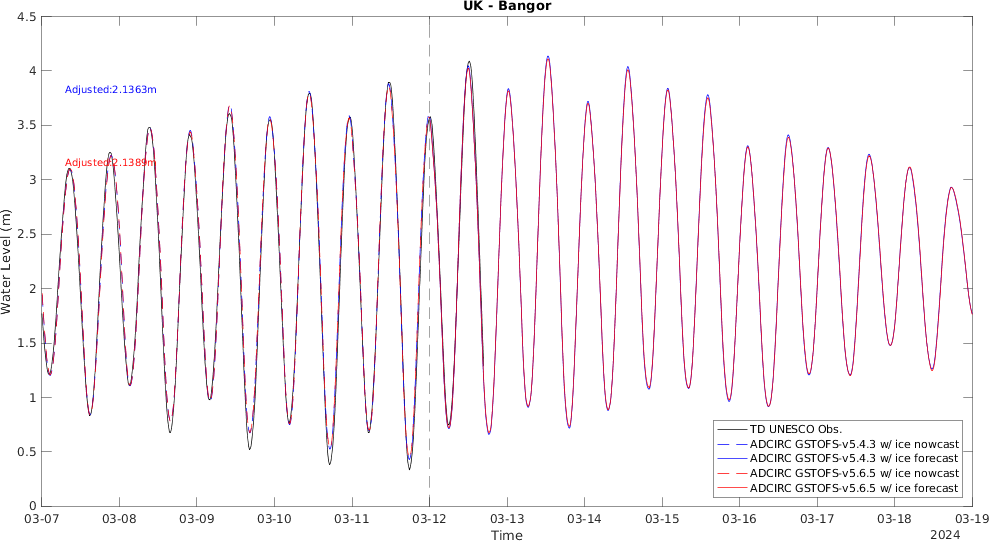 UK - Bangor
4.5
4
3.5
3
2.5
2
1.5
1
0.5
0
Water Level (m)
Adjusted:2.1363m
Adjusted:2.1389m
TD UNESCO Obs.
ADCIRC GSTOFS-v5.4.3 w/ ice nowcast
ADCIRC GSTOFS-v5.4.3 w/ ice forecast
ADCIRC GSTOFS-v5.6.5 w/ ice nowcast
ADCIRC GSTOFS-v5.6.5 w/ ice forecast
03-07 03-08 03-09 03-10 03-11 03-12 03-13 03-14 03-15 03-16 03-17 03-18 03-19
Time
2024